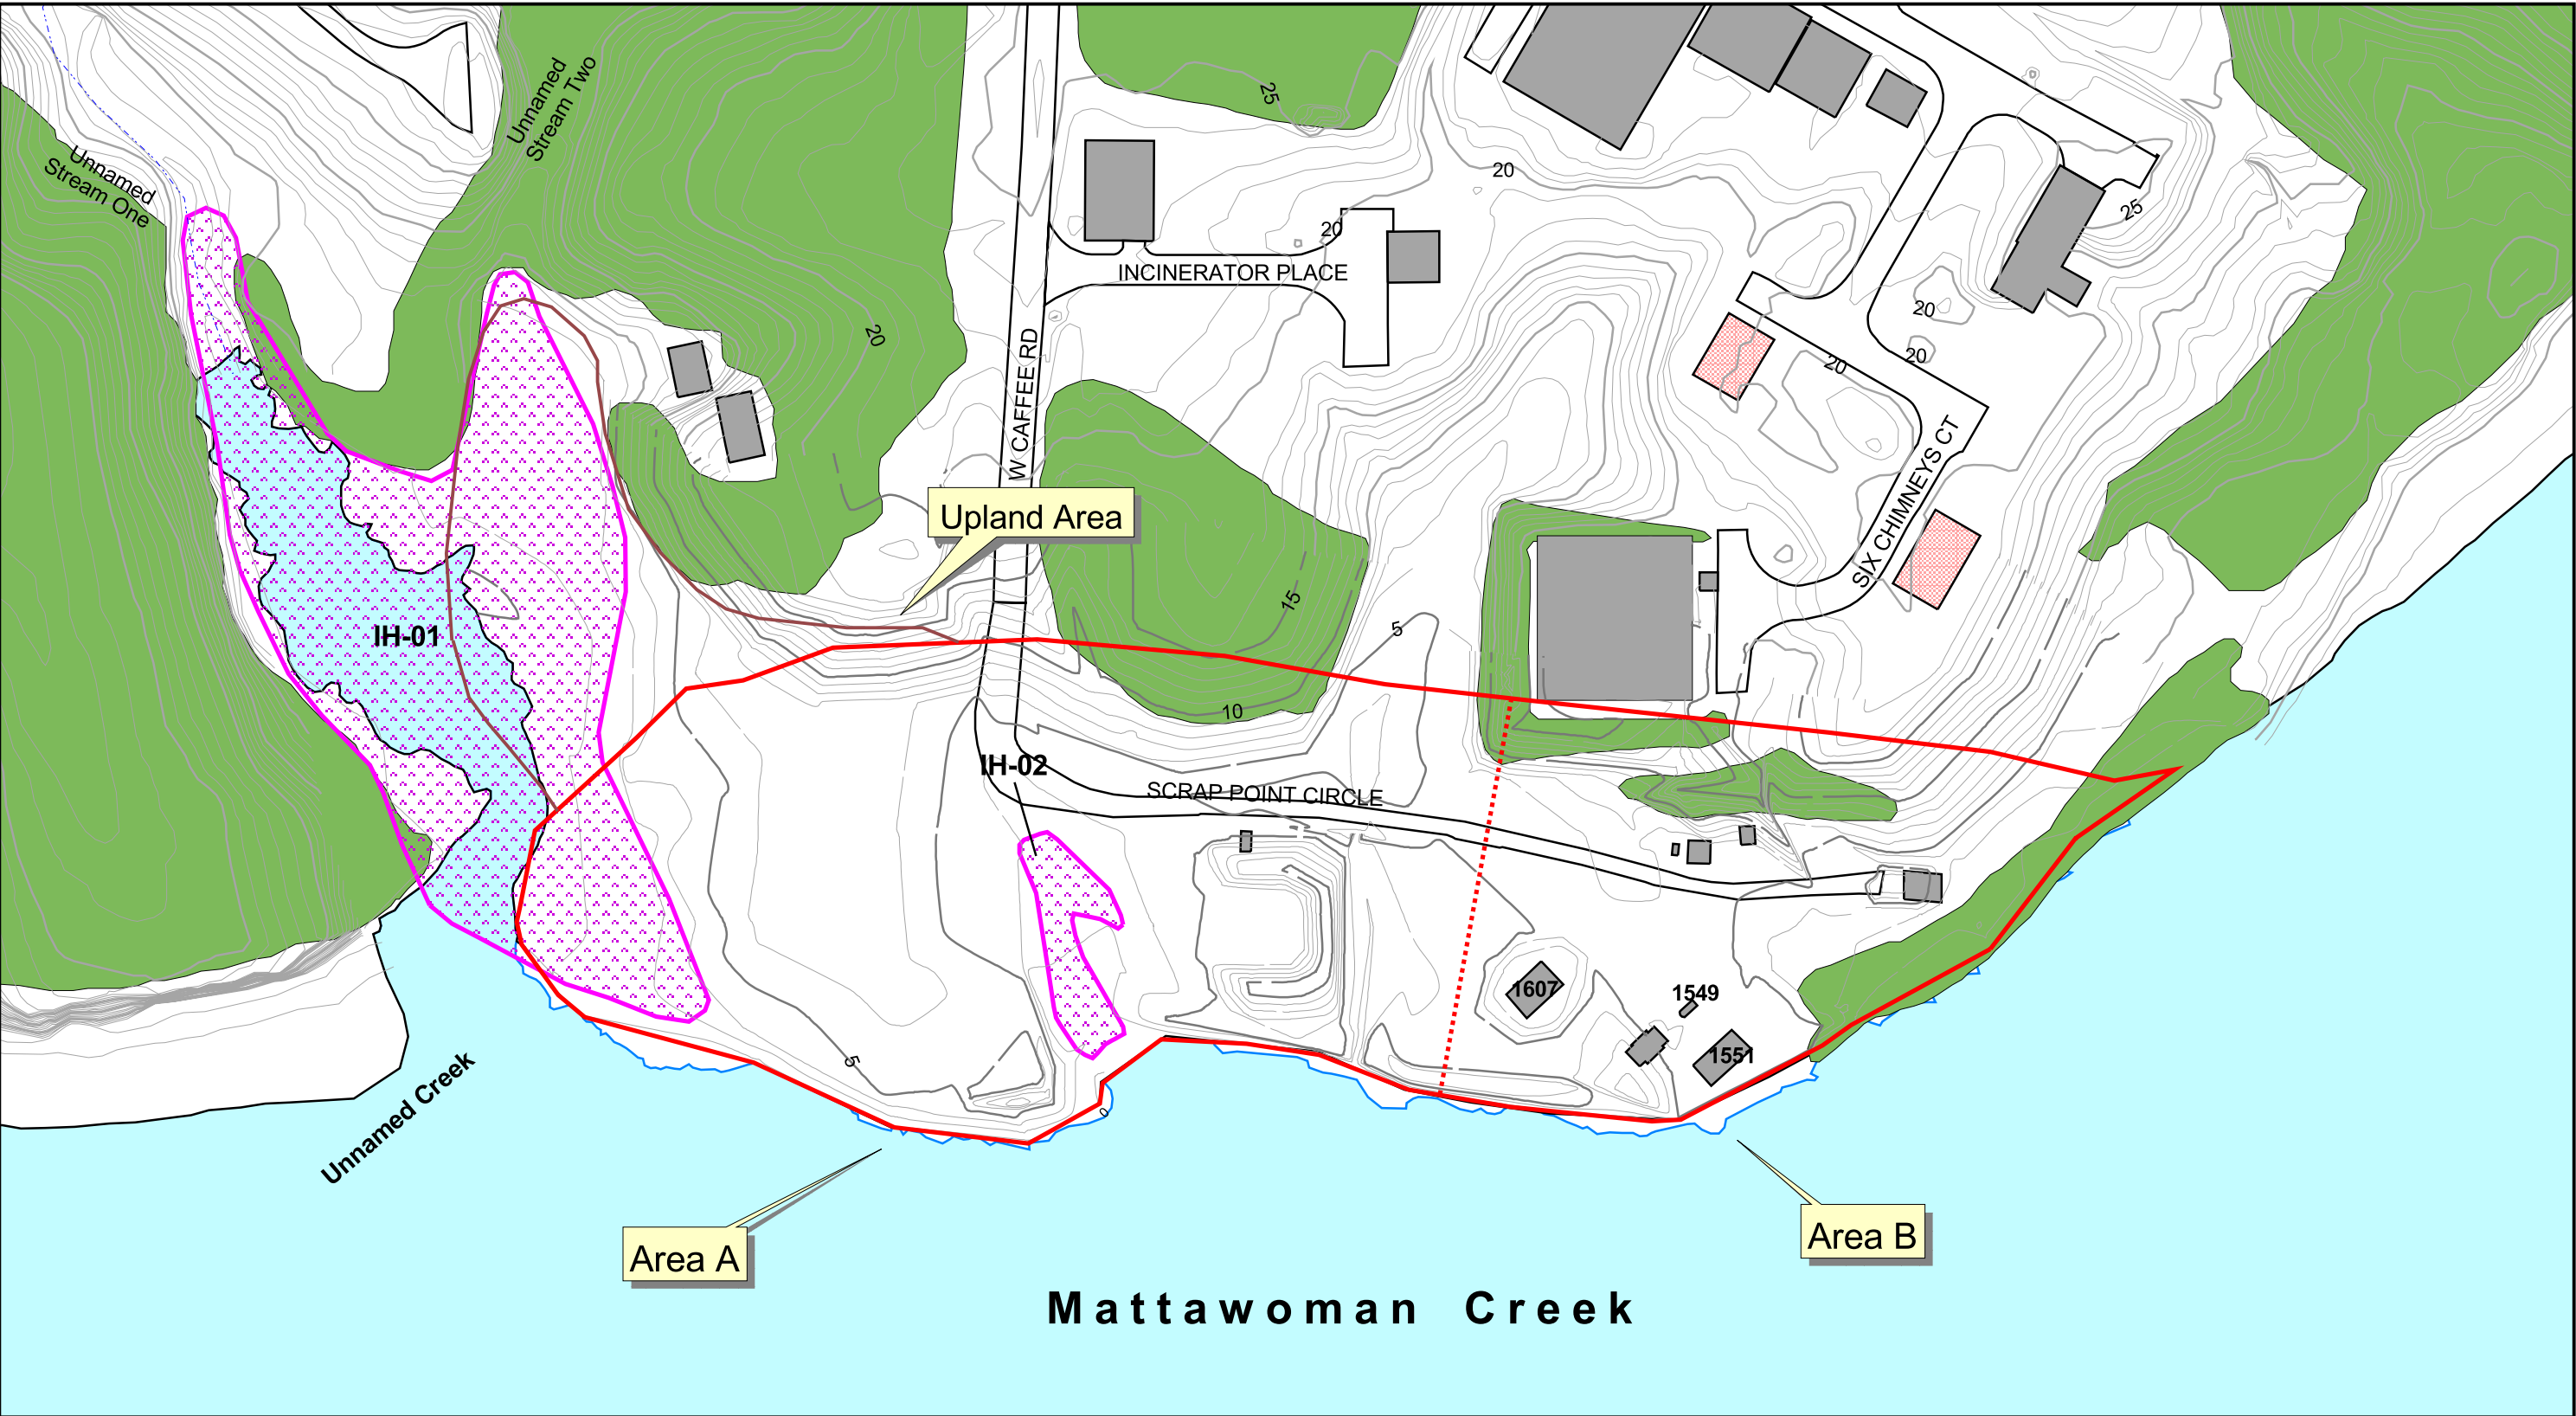 Unnamed
Stream Two
25
Unnamed
Stream One
20
25
20
INCINERATOR PLACE
20
20
20
20
W CAFFEE RD
SIX CHIMNEYS CT
Upland Area
15
5
IH-01
10
IH-02
SCRAP POINT CIRCLE
1607
1549
1551
5
0
Unnamed Creek
Area A
Area B
Mattawoman Creek